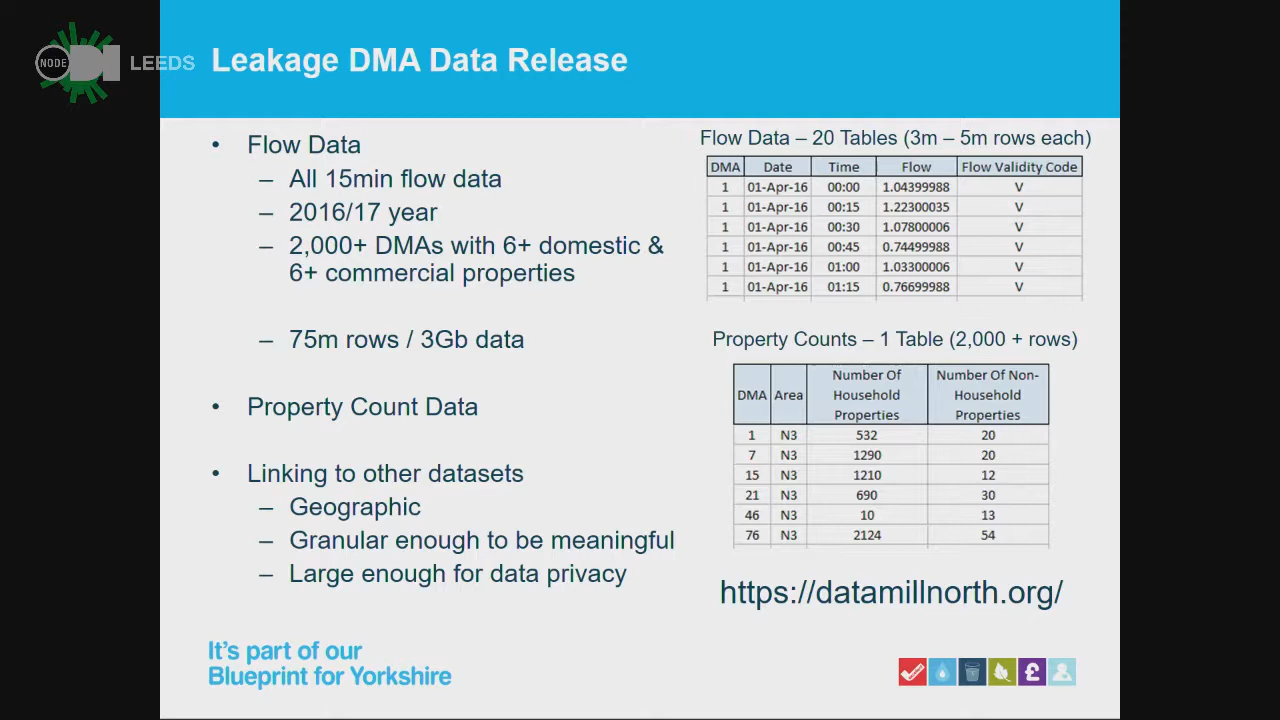 NODE LEEDS
Leakage DMA Data Release
• Flow Data
– All 15min flow data
– 2016/17 year
– 2,000+ DMAs with 6+ domestic &
6+ commercial properties
– 75m rows / 3Gb data
• Property Count Data
• Linking to other datasets
– Geographic
– Granular enough to be meaningful
– Large enough for data privacy
Flow Data – 20 Tables (3m – 5m rows each)
DMA Date Time Flow Flow Validity Code
1 01-Apr-16 00:00 1.04399988 V
1 01-Apr-16 00:15 1.22300035 V
1 01-Apr-16 00:30 1.07800006 V
1 01-Apr-16 00:45 0.74499988 V
1 01-Apr-16 01:00 1.03300006 V
1 01-Apr-16 01:15 0.76699988 V
Property Counts – 1 Table (2,000 + rows)
DMA Area Number Of Household Properties Number Of Non-Household Properties
1 N3 532 20
7 N3 1290 20
15 N3 1210 12
21 N3 690 30
46 N3 10 13
76 N3 2124 54
https://datamillnorth.org/
It's part of our
Blueprint for Yorkshire
£